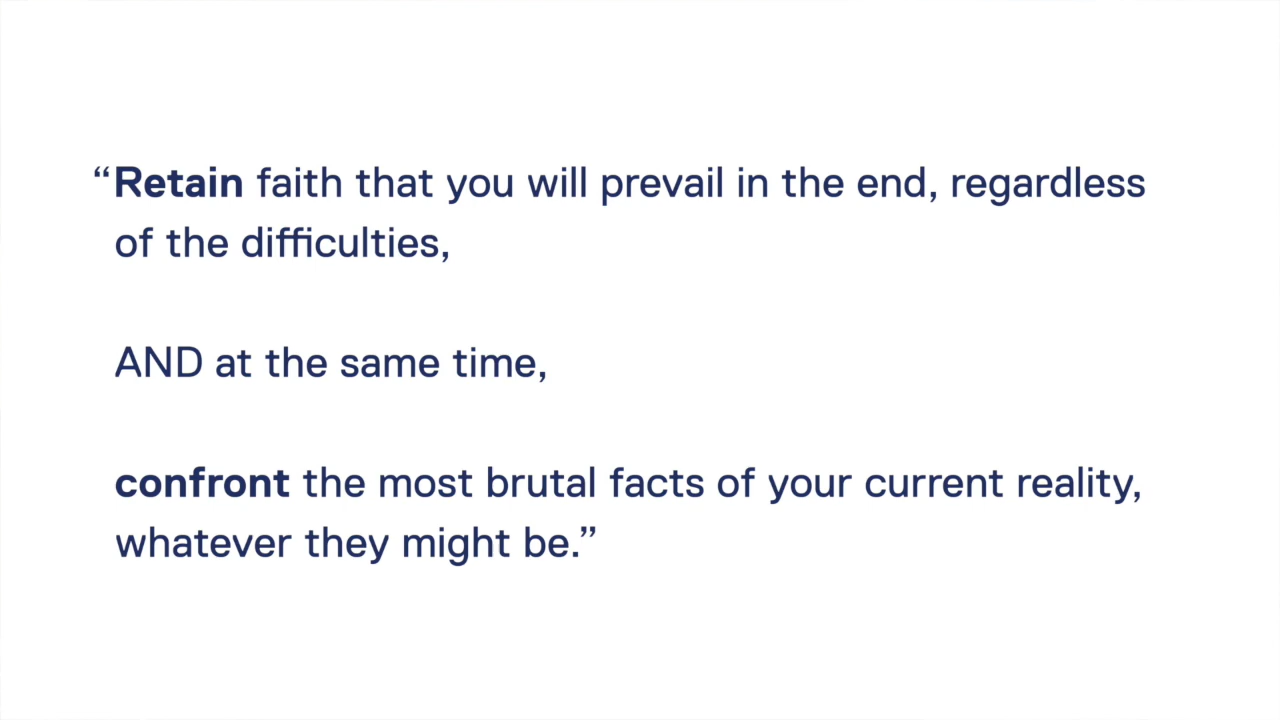 “Retain faith that you will prevail in the end, regardless
of the difficulties,
AND at the same time,
confront the most brutal facts of your current reality,
whatever they might be.”